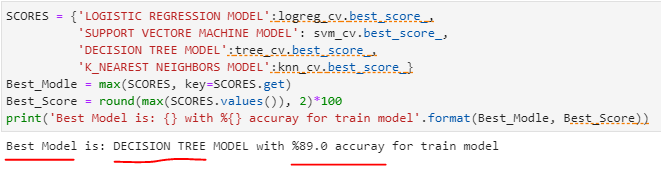 SCORES = {'LOGISTIC REGRESSION MODEL':logreg_cv.best_score_,
'SUPPORT VECTORE MACHINE MODEL': svm_cv.best_score_,
'DECISION TREE MODEL':tree_cv.best_score_,
'K_NEAREST NEIGHBORS MODEL':knn_cv.best_score_}
Best_Modle = max(SCORES, key=SCORES.get)
Best_Score = round(max(SCORES.values()), 2)*100
print('Best Model is: {} with %{} accuray for train model'.format(Best_Modle, Best_Score))
Best Model is: DECISION TREE MODEL with %89.0 accuray for train model